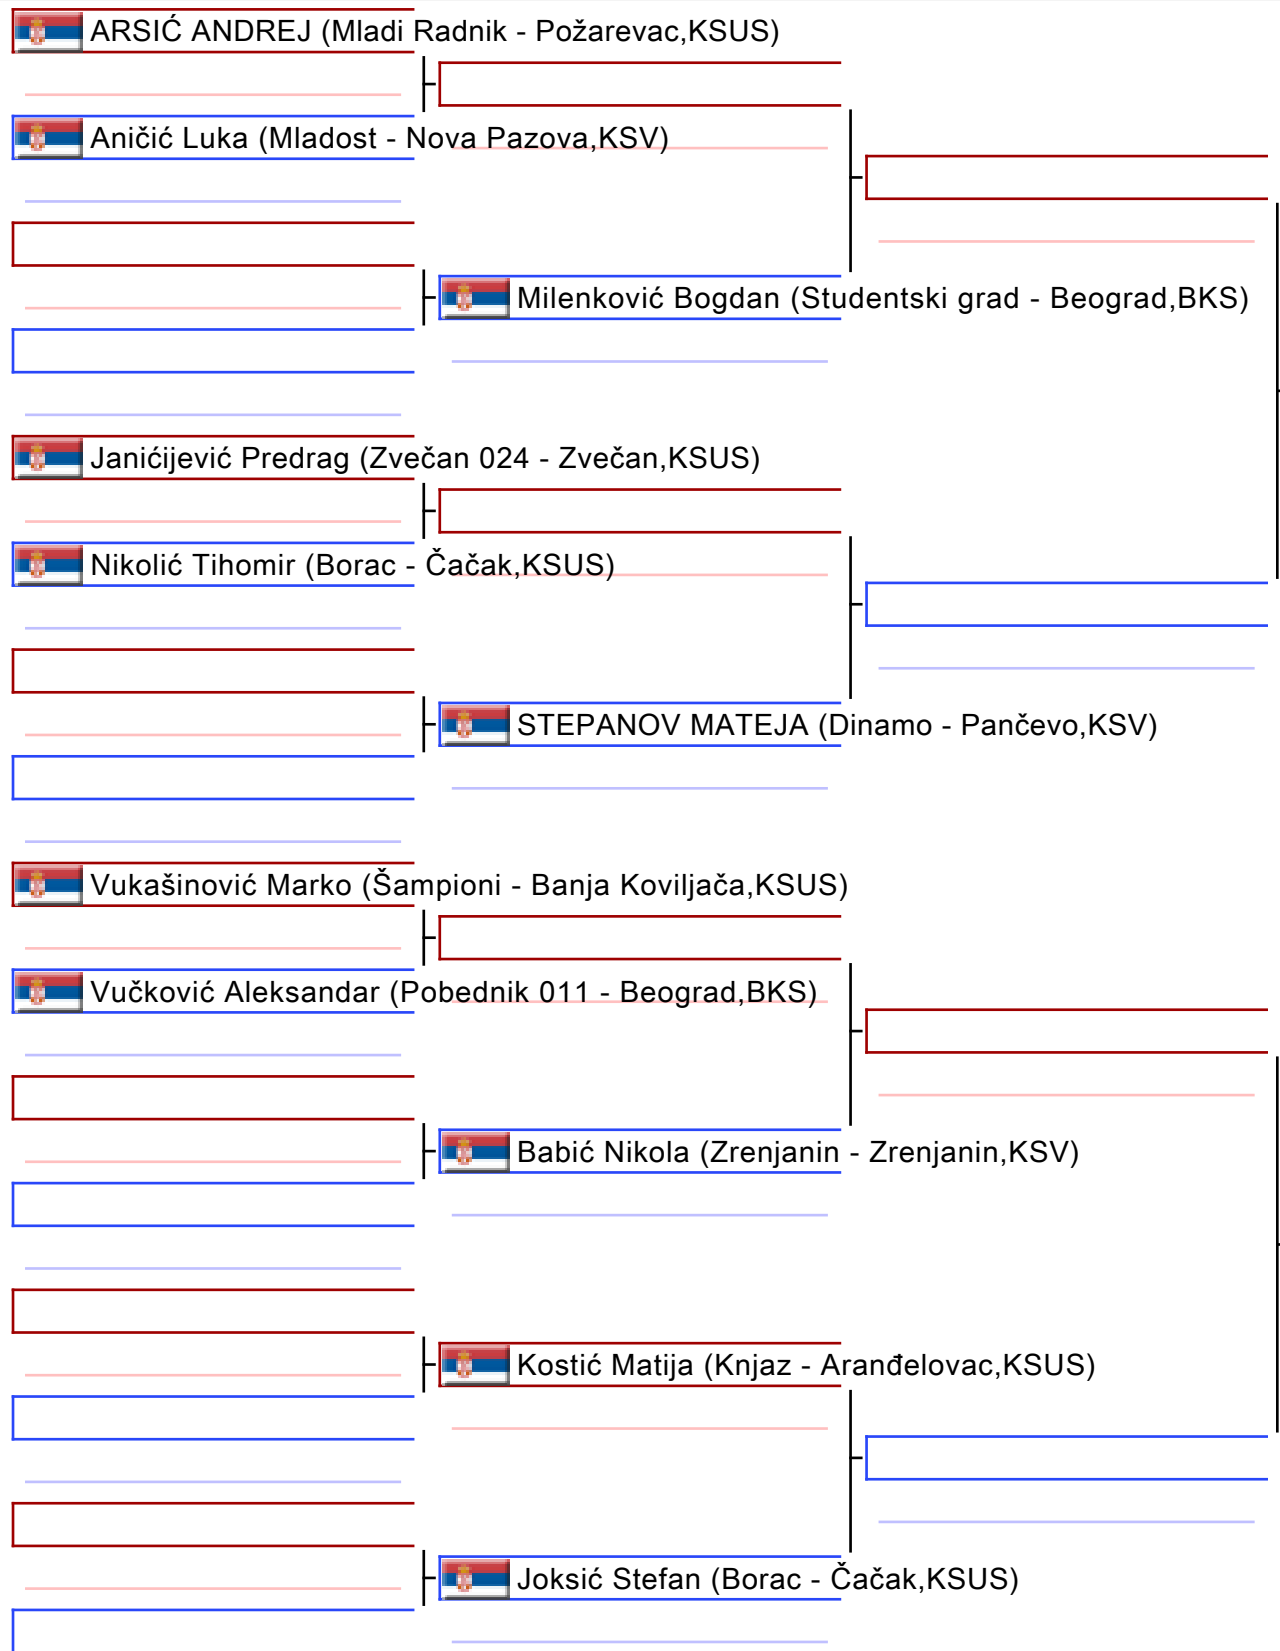 ARSIĆ ANDREJ (Mladi Radnik - Požarevac,KSUS)
Aničić Luka (Mladost - Nova Pazova,KSV)
Milenković Bogdan (Studentski grad - Beograd,BKS)
Janićijević Predrag (Zvečan 024 - Zvečan,KSUS)
Nikolić Tihomir (Borac - Čačak,KSUS)
STEPANOV MATEJA (Dinamo - Pančevo,KSV)
Vukašinović Marko (Šampioni - Banja Koviljača,KSUS)
Vučković Aleksandar (Pobednik 011 - Beograd,BKS)
Babić Nikola (Zrenjanin - Zrenjanin,KSV)
Kostić Matija (Knjaz - Aranđelovac,KSUS)
Joksić Stefan (Borac - Čačak,KSUS)